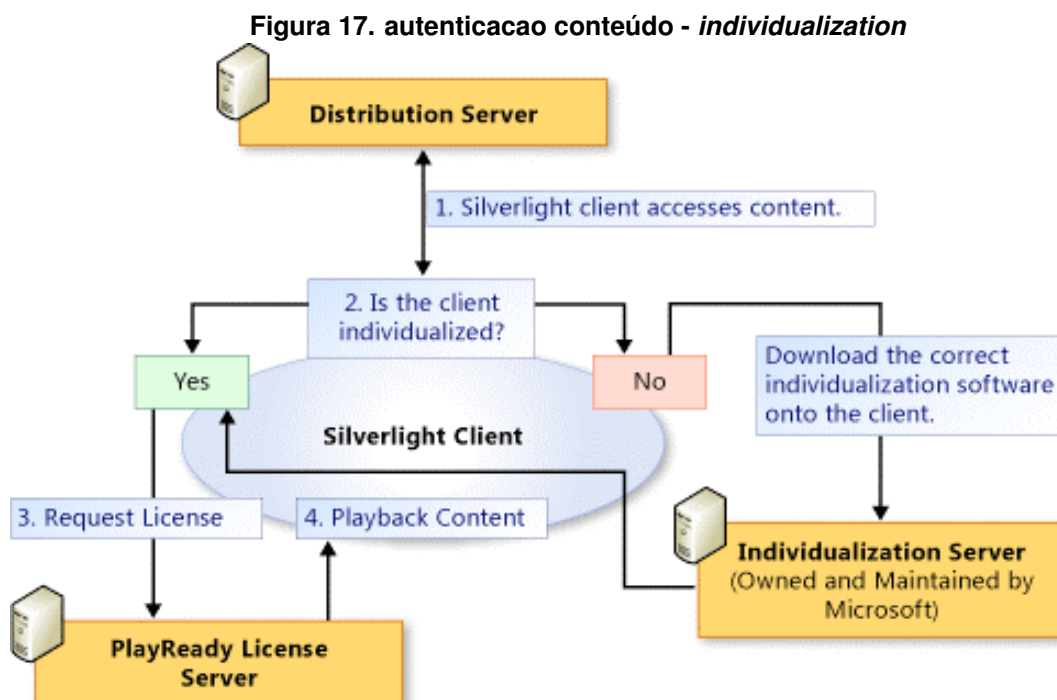 Figura 17. autenticacao conteúdo - individualization
Distribution Server
1. Silverlight client accesses content.
2. Is the client
individualized?
Yes
No
Download the correct
individualization software
onto the client.
Silverlight Client
3. Request License
4. Playback Content
Individualization Server
(Owned and Maintained by
Microsoft)
PlayReady License
Server